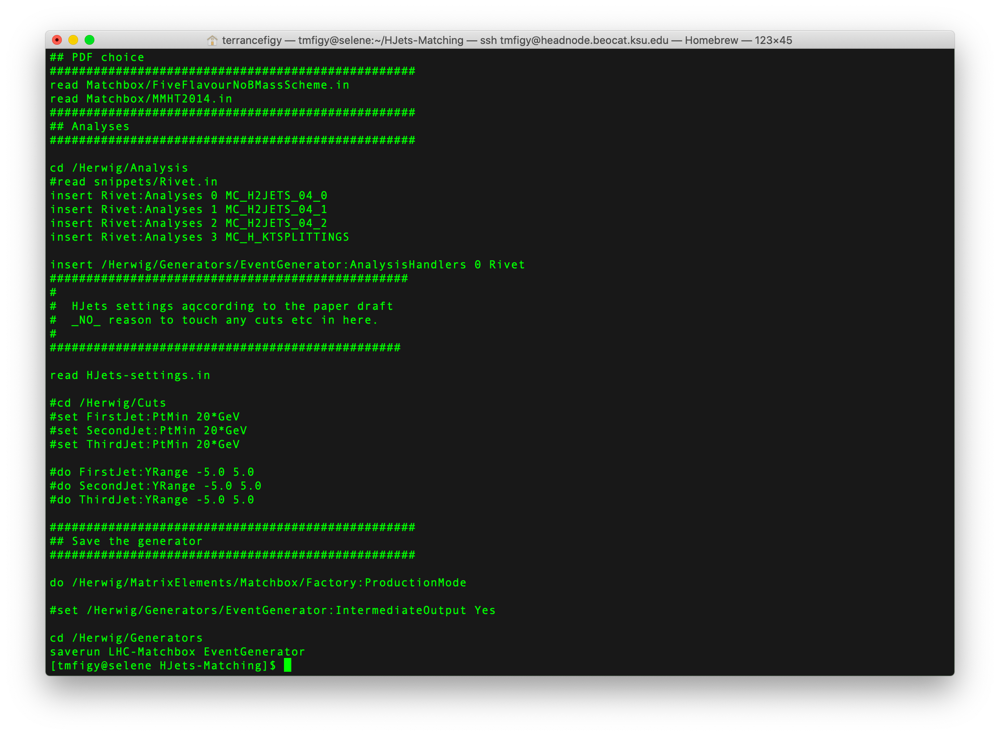 terrancefigy — tmfigy@selene:~/HJets-Matching — ssh tmfigy@headnode.beocat.ksu.edu — Homebrew — 123×45
## PDF choice
##################################################
read Matchbox/FiveFlavourNoBMassScheme.in
read Matchbox/MMHT2014.in
##################################################
## Analyses
##################################################
cd /Herwig/Analysis
#read snippets/Rivet.in
insert Rivet:Analyses 0 MC_H2JETS_04_0
insert Rivet:Analyses 1 MC_H2JETS_04_1
insert Rivet:Analyses 2 MC_H2JETS_04_2
insert Rivet:Analyses 3 MC_H_KTSPLITTINGS
insert /Herwig/Generators/EventGenerator:AnalysisHandlers 0 Rivet
#################################################
#
#  HJets settings aqccording to the paper draft
#  _NO_ reason to touch any cuts etc in here.
#
################################################
read HJets-settings.in
#cd /Herwig/Cuts
#set FirstJet:PtMin 20*GeV
#set SecondJet:PtMin 20*GeV
#set ThirdJet:PtMin 20*GeV
#do FirstJet:YRange -5.0 5.0
#do SecondJet:YRange -5.0 5.0
#do ThirdJet:YRange -5.0 5.0
##################################################
## Save the generator
##################################################
do /Herwig/MatrixElements/Matchbox/Factory:ProductionMode
#set /Herwig/Generators/EventGenerator:IntermediateOutput Yes
cd /Herwig/Generators
saverun LHC-Matchbox EventGenerator
[tmfigy@selene HJets-Matching]$